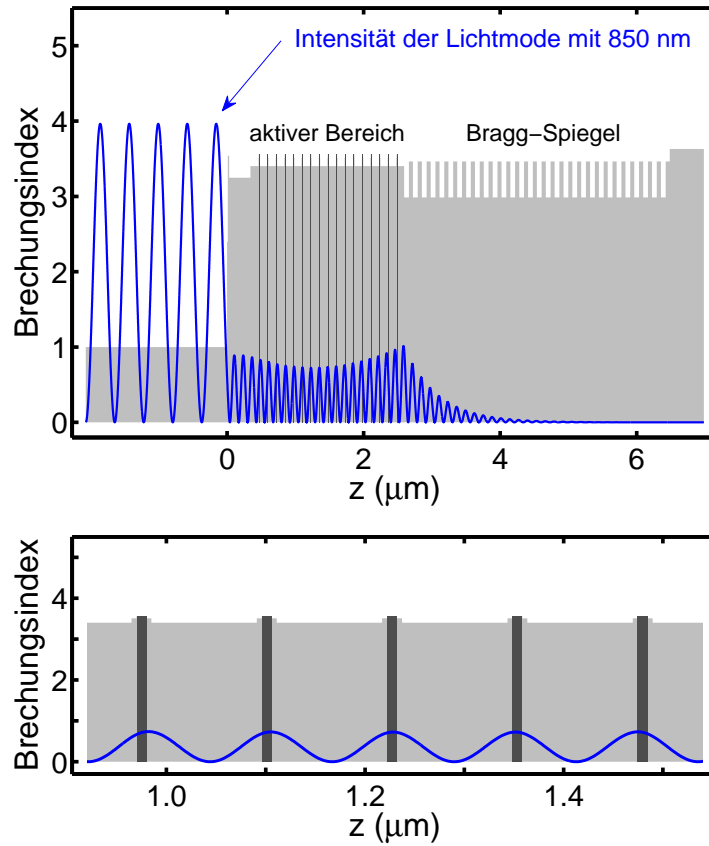 Intensität der Lichtmode mit 850 nm
aktiver Bereich
Bragg−Spiegel
Brechungsindex
5
4
3
2
1
0
0
2
4
6
z (μm)
Brechungsindex
4
2
0
1.0
1.2
1.4
z (μm)